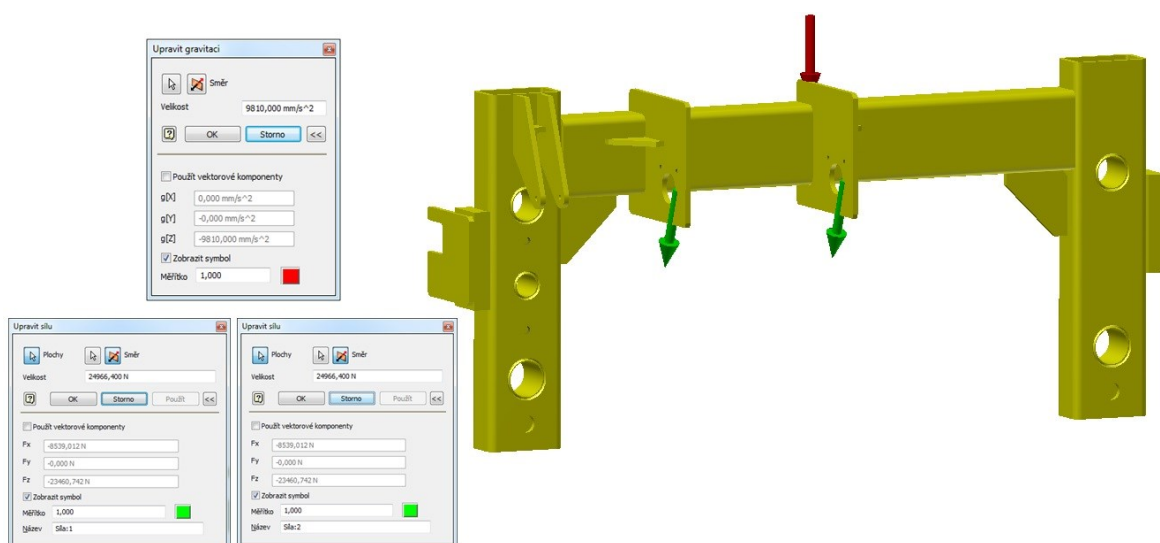 Upravit gravitaci
Směr
Velikost 9810,000 mm/s^2
OK Storno <<
Použít vektorové komponenty
g[X] 0,000 mm/s^2
g[Y] -0,000 mm/s^2
g[Z] -9810,000 mm/s^2
Zobrazit symbol
Měřítko 1,000
Upravit sílu
Plochy Směr
Velikost 24966,400 N
OK Storno Použít <<
Použít vektorové komponenty
Fx -8539,012 N
Fy -0,000 N
Fz -23460,742 N
Zobrazit symbol
Měřítko 1,000
Název Síla:1
Upravit sílu
Plochy Směr
Velikost 24966,400 N
OK Storno Použít <<
Použít vektorové komponenty
Fx -8539,012 N
Fy -0,000 N
Fz -23460,742 N
Zobrazit symbol
Měřítko 1,000
Název Síla:2